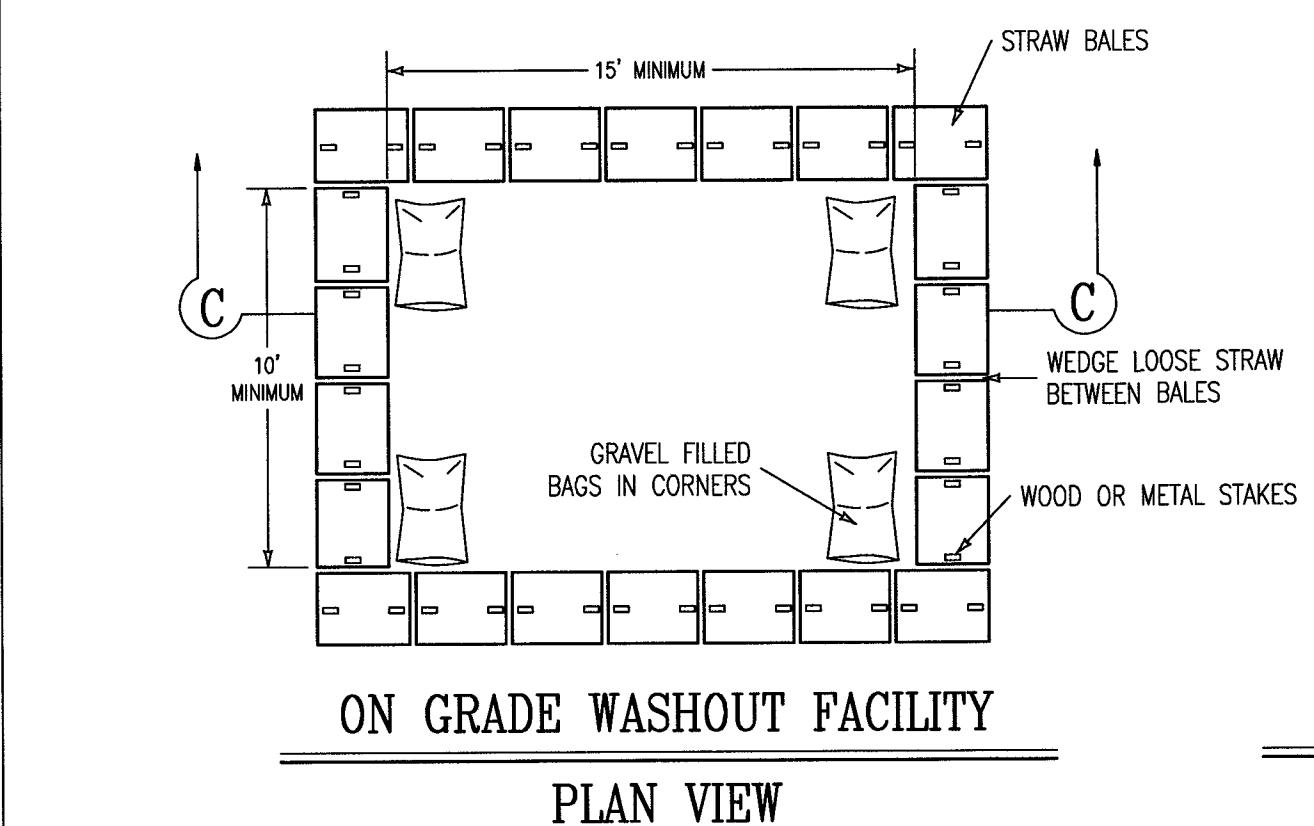 STRAW BALES
15' MINIMUM
C
C
10'
MINIMUM
WEDGE LOOSE STRAW
BETWEEN BALES
GRAVEL FILLED
BAGS IN CORNERS
WOOD OR METAL STAKES
ON GRADE WASHOUT FACILITY
PLAN VIEW